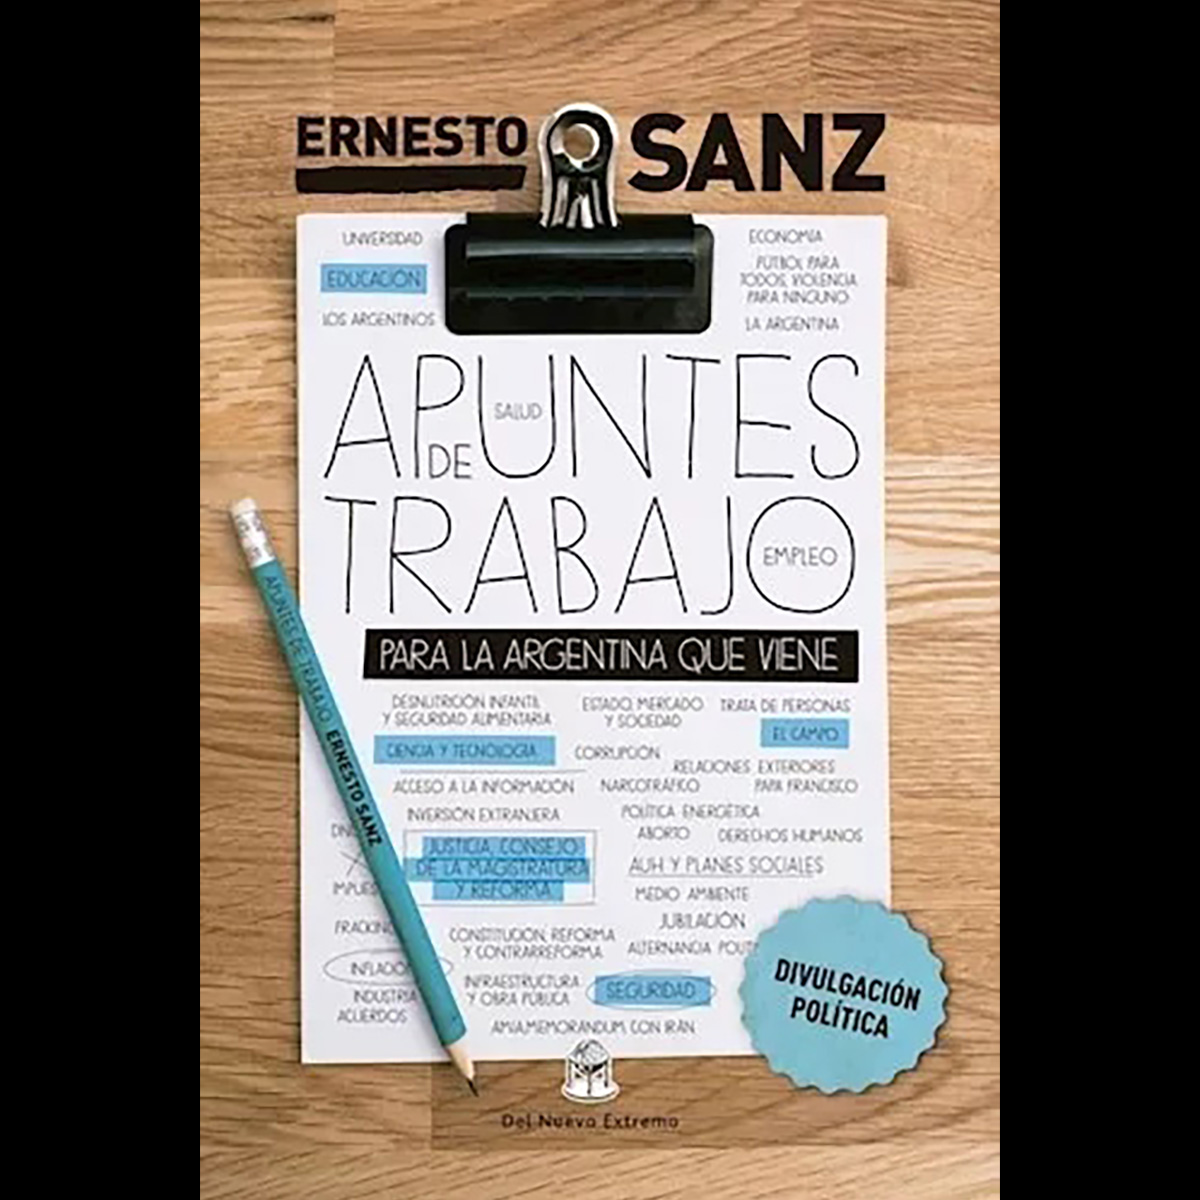 ERNESTO SANZ
UNIVERSIDAD
EDUCACIÓN
LOS ARGENTINOS
ECONOMÍA
FÚTBOL PARA
TODOS, VIOLENCIA
PARA NINGUNO
LA ARGENTINA
APUNTES
SALUD
DE
TRABAJO
EMPLEO
PARA LA ARGENTINA QUE VIENE
DESNUTRICIÓN INFANTIL
Y SEGURIDAD ALIMENTARIA
ESTADO, MERCADO
Y SOCIEDAD
TRATA DE PERSONAS
EL CAMPO
CIENCIA Y TECNOLOGÍA
CORRUPCIÓN
RELACIONES EXTERIORES
ACCESO A LA INFORMACIÓN
NARCOTRÁFICO
PAPA FRANCISCO
INVERSIÓN EXTRANJERA
POLÍTICA ENERGÉTICA
ABORTO
DERECHOS HUMANOS
JUSTICIA, CONSEJO
DE LA MAGISTRATURA
Y REFORMA
AUH Y PLANES SOCIALES
MEDIO AMBIENTE
JUBILACIÓN
FRACKING
CONSTITUCIÓN, REFORMA
Y CONTRARREFORMA
ALTERNANCIA
INFRAESTRUCTURA
Y OBRA PÚBLICA
SEGURIDAD
INDUSTRIA
ACUERDOS
AMIA, MEMORANDUM CON IRÁN
APUNTES DE TRABAJO ERNESTO SANZ
DIVULGACIÓN
POLÍTICA
Del Nuevo Extremo